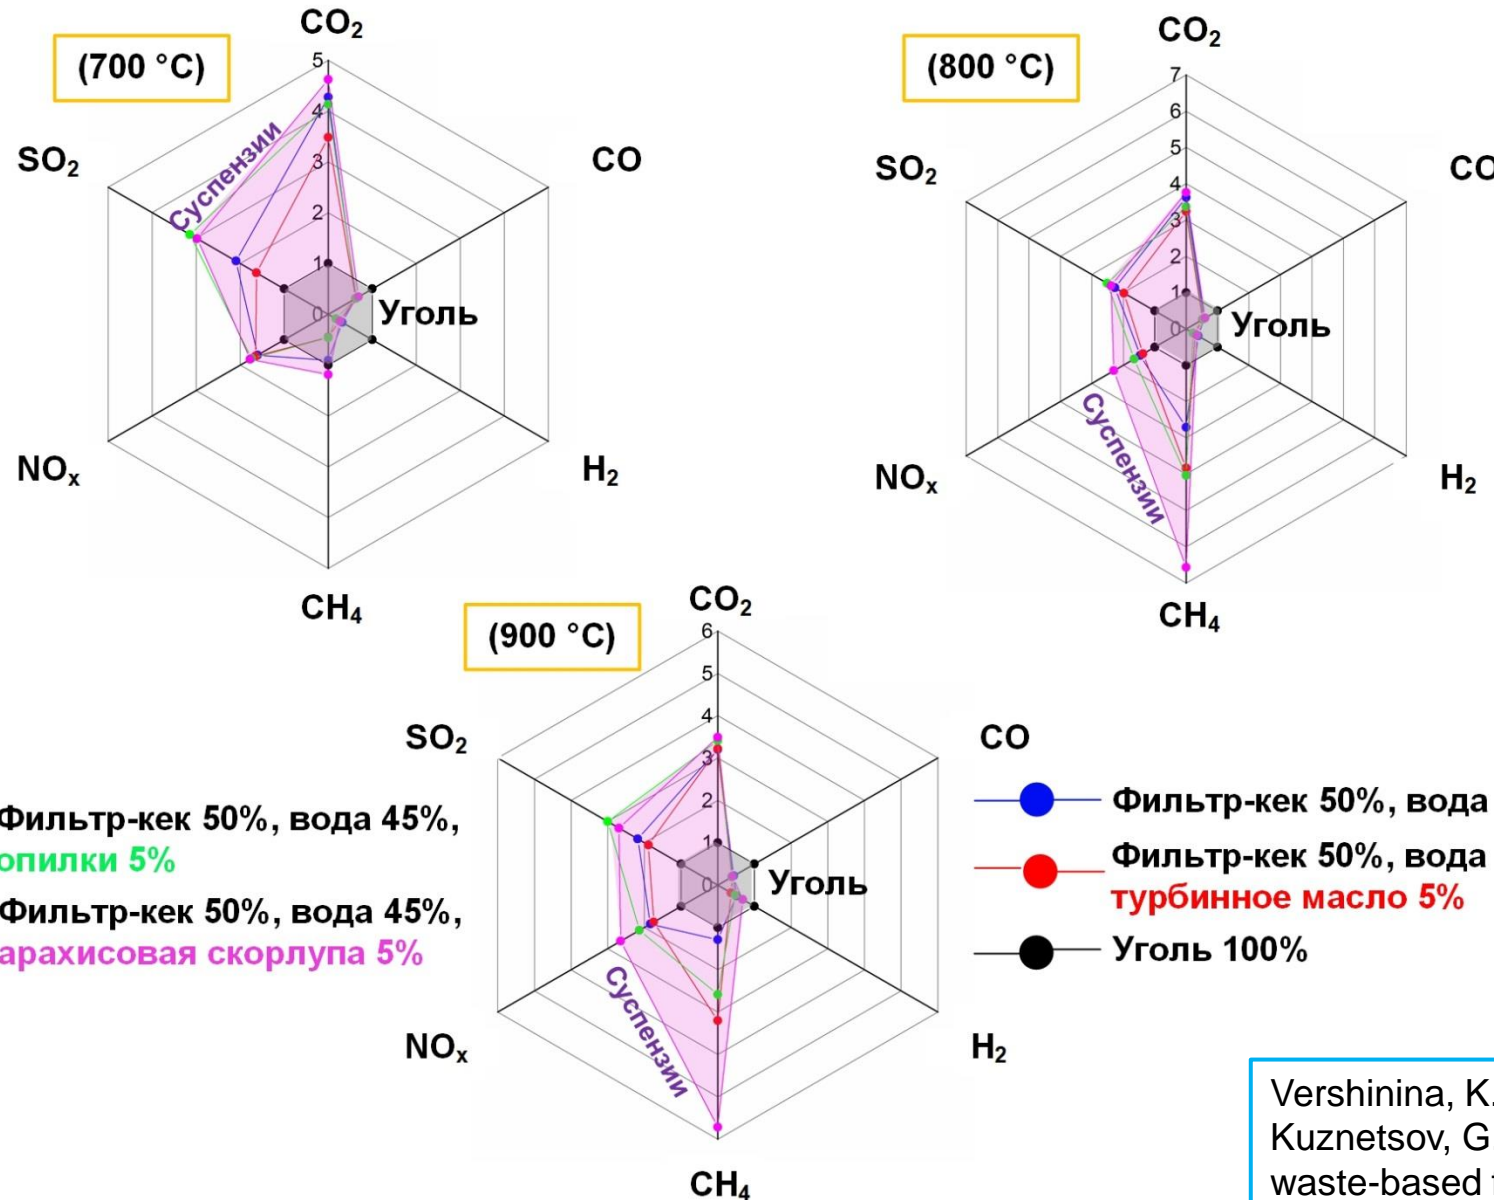 CO₂
(700 °C)
5
4
3
2
1
0
SO₂
CO
Суспензии
Уголь
NOₓ
H₂
CH₄
CO₂
(800 °C)
7
6
5
4
3
2
1
0
SO₂
CO
Уголь
Суспензии
NOₓ
H₂
CH₄
CO₂
(900 °C)
6
5
4
3
2
1
0
SO₂
CO
Уголь
Суспензии
NOₓ
H₂
CH₄
Фильтр-кек 50%, вода 45%,
опилки 5%
Фильтр-кек 50%, вода 45%,
арахисовая скорлупа 5%
Фильтр-кек 50%, вода
Фильтр-кек 50%, вода
турбинное масло 5%
Уголь 100%
Vershinina, K.
Kuznetsov, G
waste-based